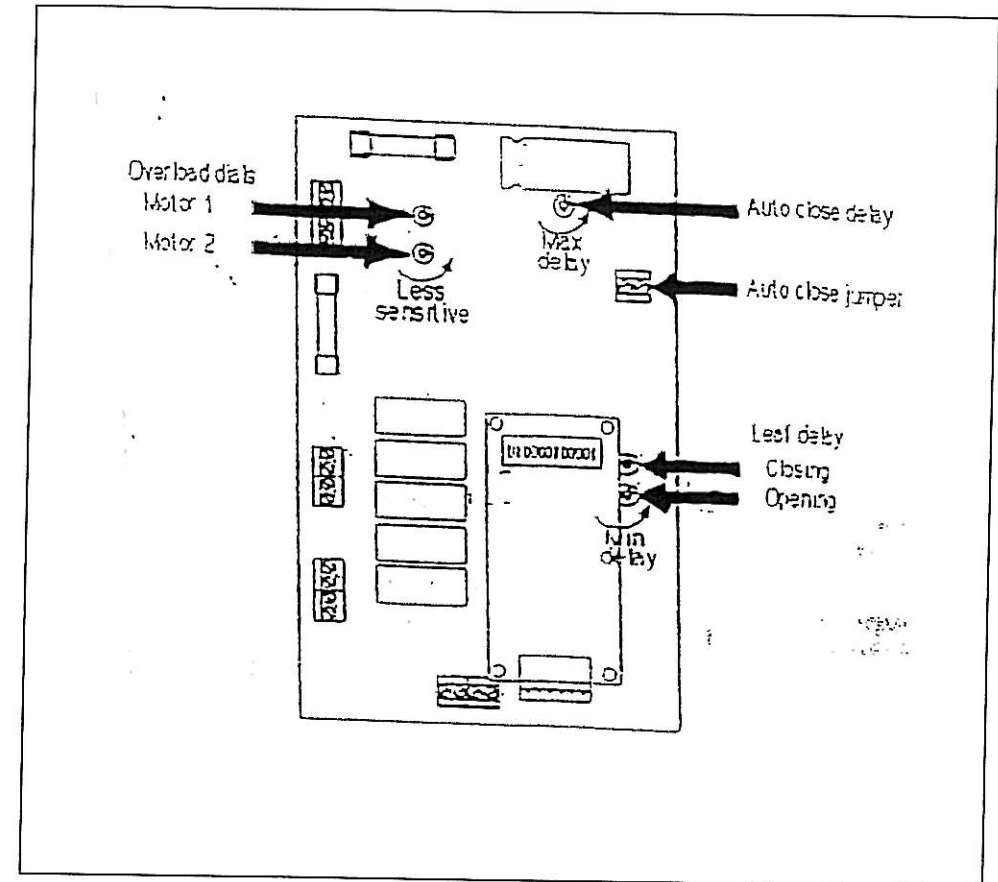 Overload dials
Motor 1
Motor 2
Less
sensitive
Max
delay
Auto close delay
Auto close jumper
Leaf delay
Closing
Opening
Min
delay